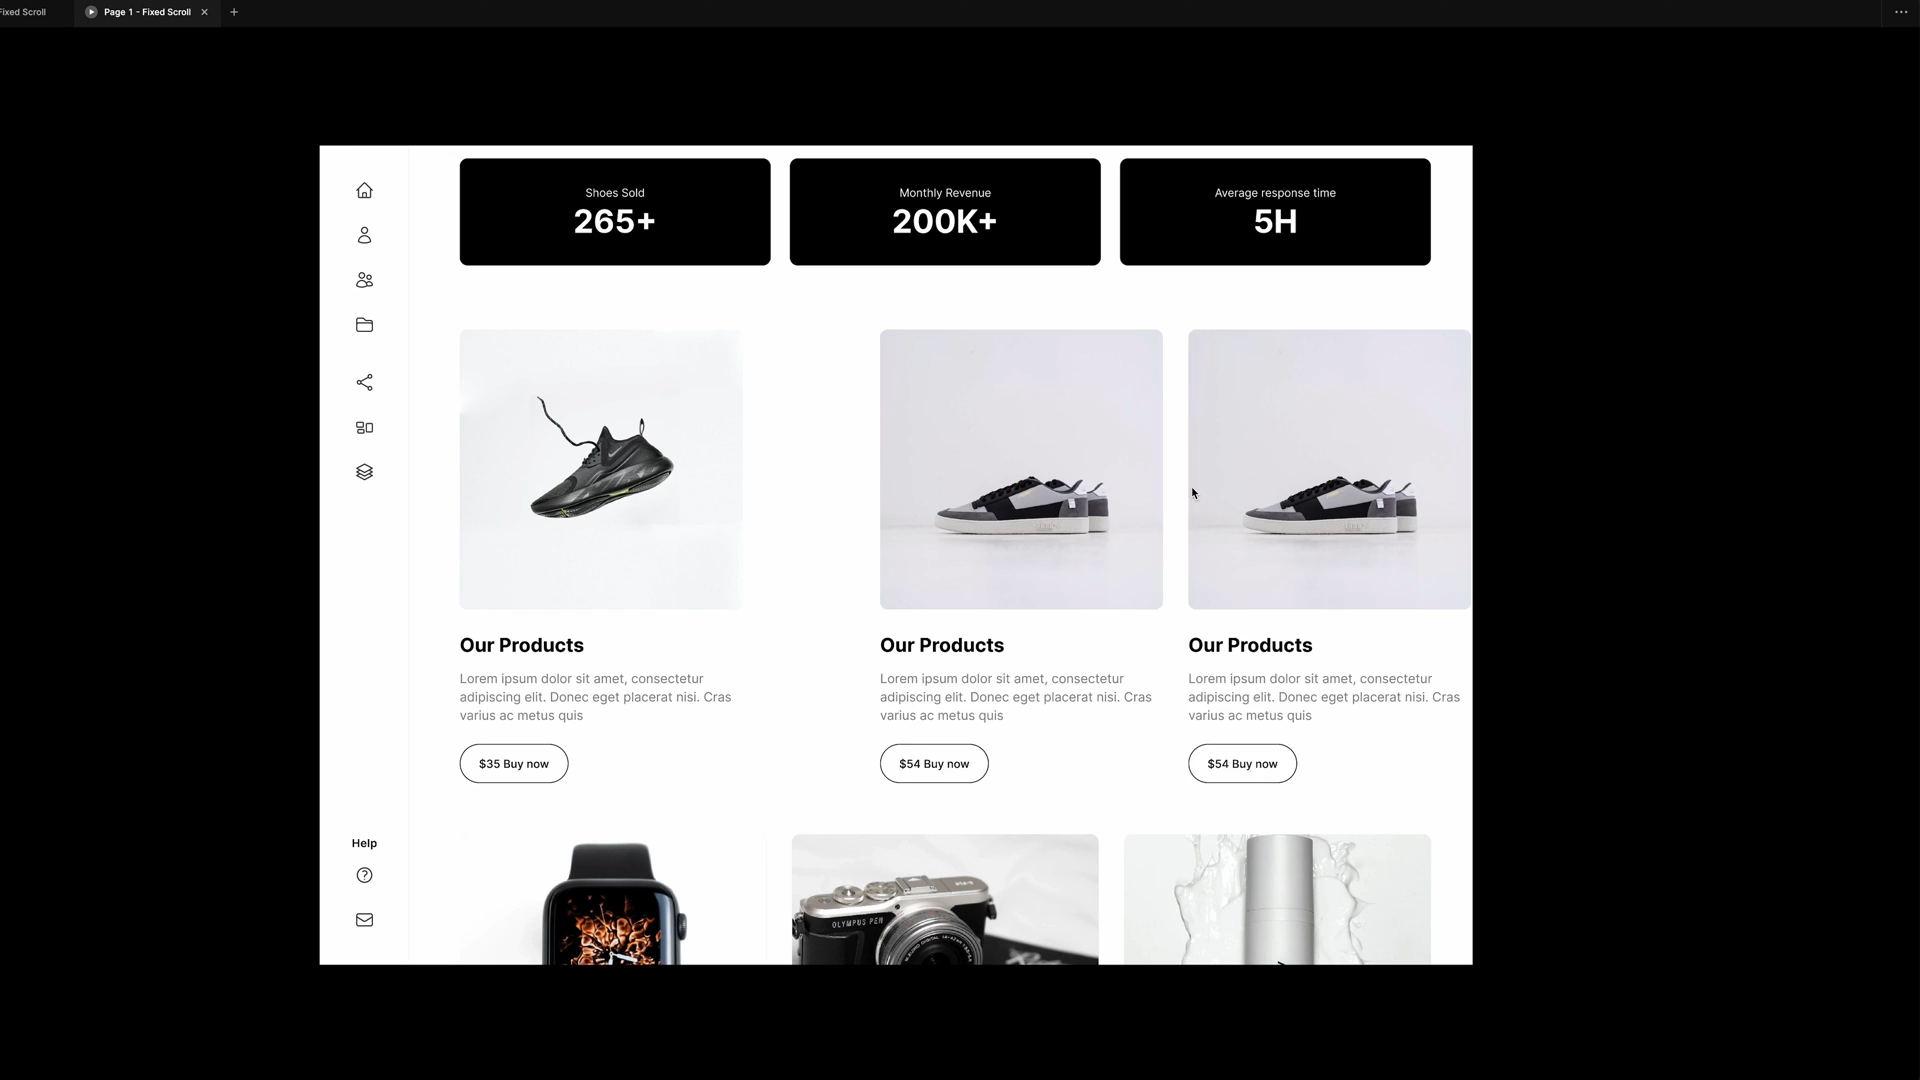 Fixed Scroll
Page 1 - Fixed Scroll
Shoes Sold
265+
Monthly Revenue
200K+
Average response time
5H
Our Products
Lorem ipsum dolor sit amet, consectetur
adipiscing elit. Donec eget placerat nisi. Cras
varius ac metus quis
$35 Buy now
Our Products
Lorem ipsum dolor sit amet, consectetur
adipiscing elit. Donec eget placerat nisi. Cras
varius ac metus quis
$54 Buy now
Our Products
Lorem ipsum dolor sit amet, consectetur
adipiscing elit. Donec eget placerat nisi. Cras
varius ac metus quis
$54 Buy now
Help
OLYMPUS PEN